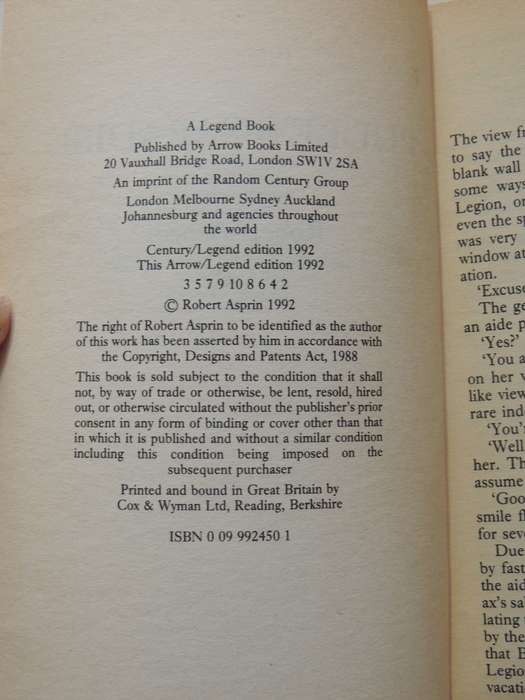 A Legend Book
Published by Arrow Books Limited
20 Vauxhall Bridge Road, London SW1V 2SA
An imprint of the Random Century Group
London Melbourne Sydney Auckland
Johannesburg and agencies throughout
the world
Century/Legend edition 1992
This Arrow/Legend edition 1992
3 5 7 9 10 8 6 4 2
© Robert Asprin 1992
The right of Robert Asprin to be identified as the author
of this work has been asserted by him in accordance with
the Copyright, Designs and Patents Act, 1988
This book is sold subject to the condition that it shall
not, by way of trade or otherwise, be lent, resold, hired
out, or otherwise circulated without the publisher's prior
consent in any form of binding or cover other than that
in which it is published and without a similar condition
including this condition being imposed on the
subsequent purchaser
Printed and bound in Great Britain by
Cox & Wyman Ltd, Reading, Berkshire
ISBN 0 09 992450 1
The view
to say the
blank wall
some ways
Legion,
even the
was very
window
ation.
'Excuse
The
an aide
'Yes?'
'You
on her
like
rare
'You'
'Well
her.
assume
'Goo
smile
for
Due
by fast
the
ax's
lating
by the
that
Legio
vacati